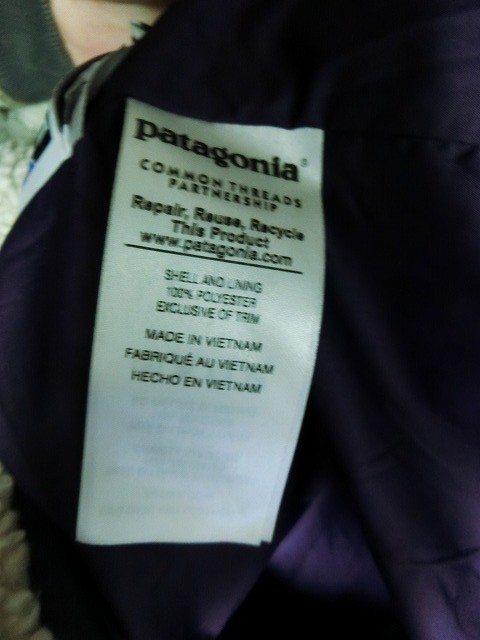 patagonia®
COMMON THREADS
PARTNERSHIP
Repair, Reuse, Recycle
This Product
www.patagonia.com
SHELL AND LINING
100% POLYESTER
EXCLUSIVE OF TRIM
MADE IN VIETNAM
FABRIQUÉ AU VIETNAM
HECHO EN VIETNAM